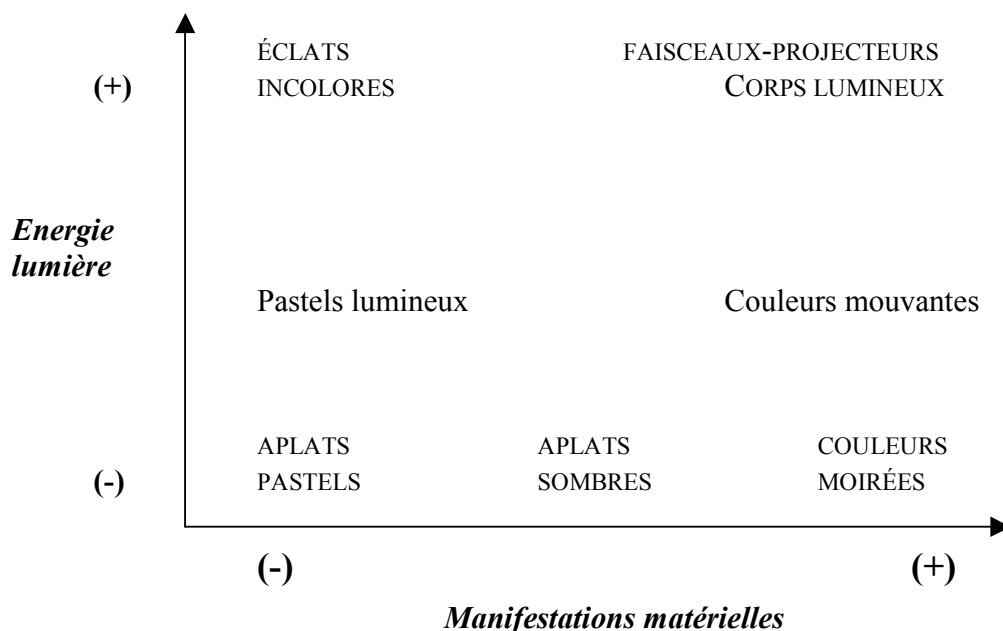 ÉCLATS FAISCEAUX-PROJECTEURS
(+) INCOLORES CORPS LUMINEUX
Energie
lumière
Pastels lumineux Couleurs mouvantes
APLATS APLATS COULEURS
(-) PASTELS SOMBRES MOIRÉES
(-) (+)
Manifestations matérielles